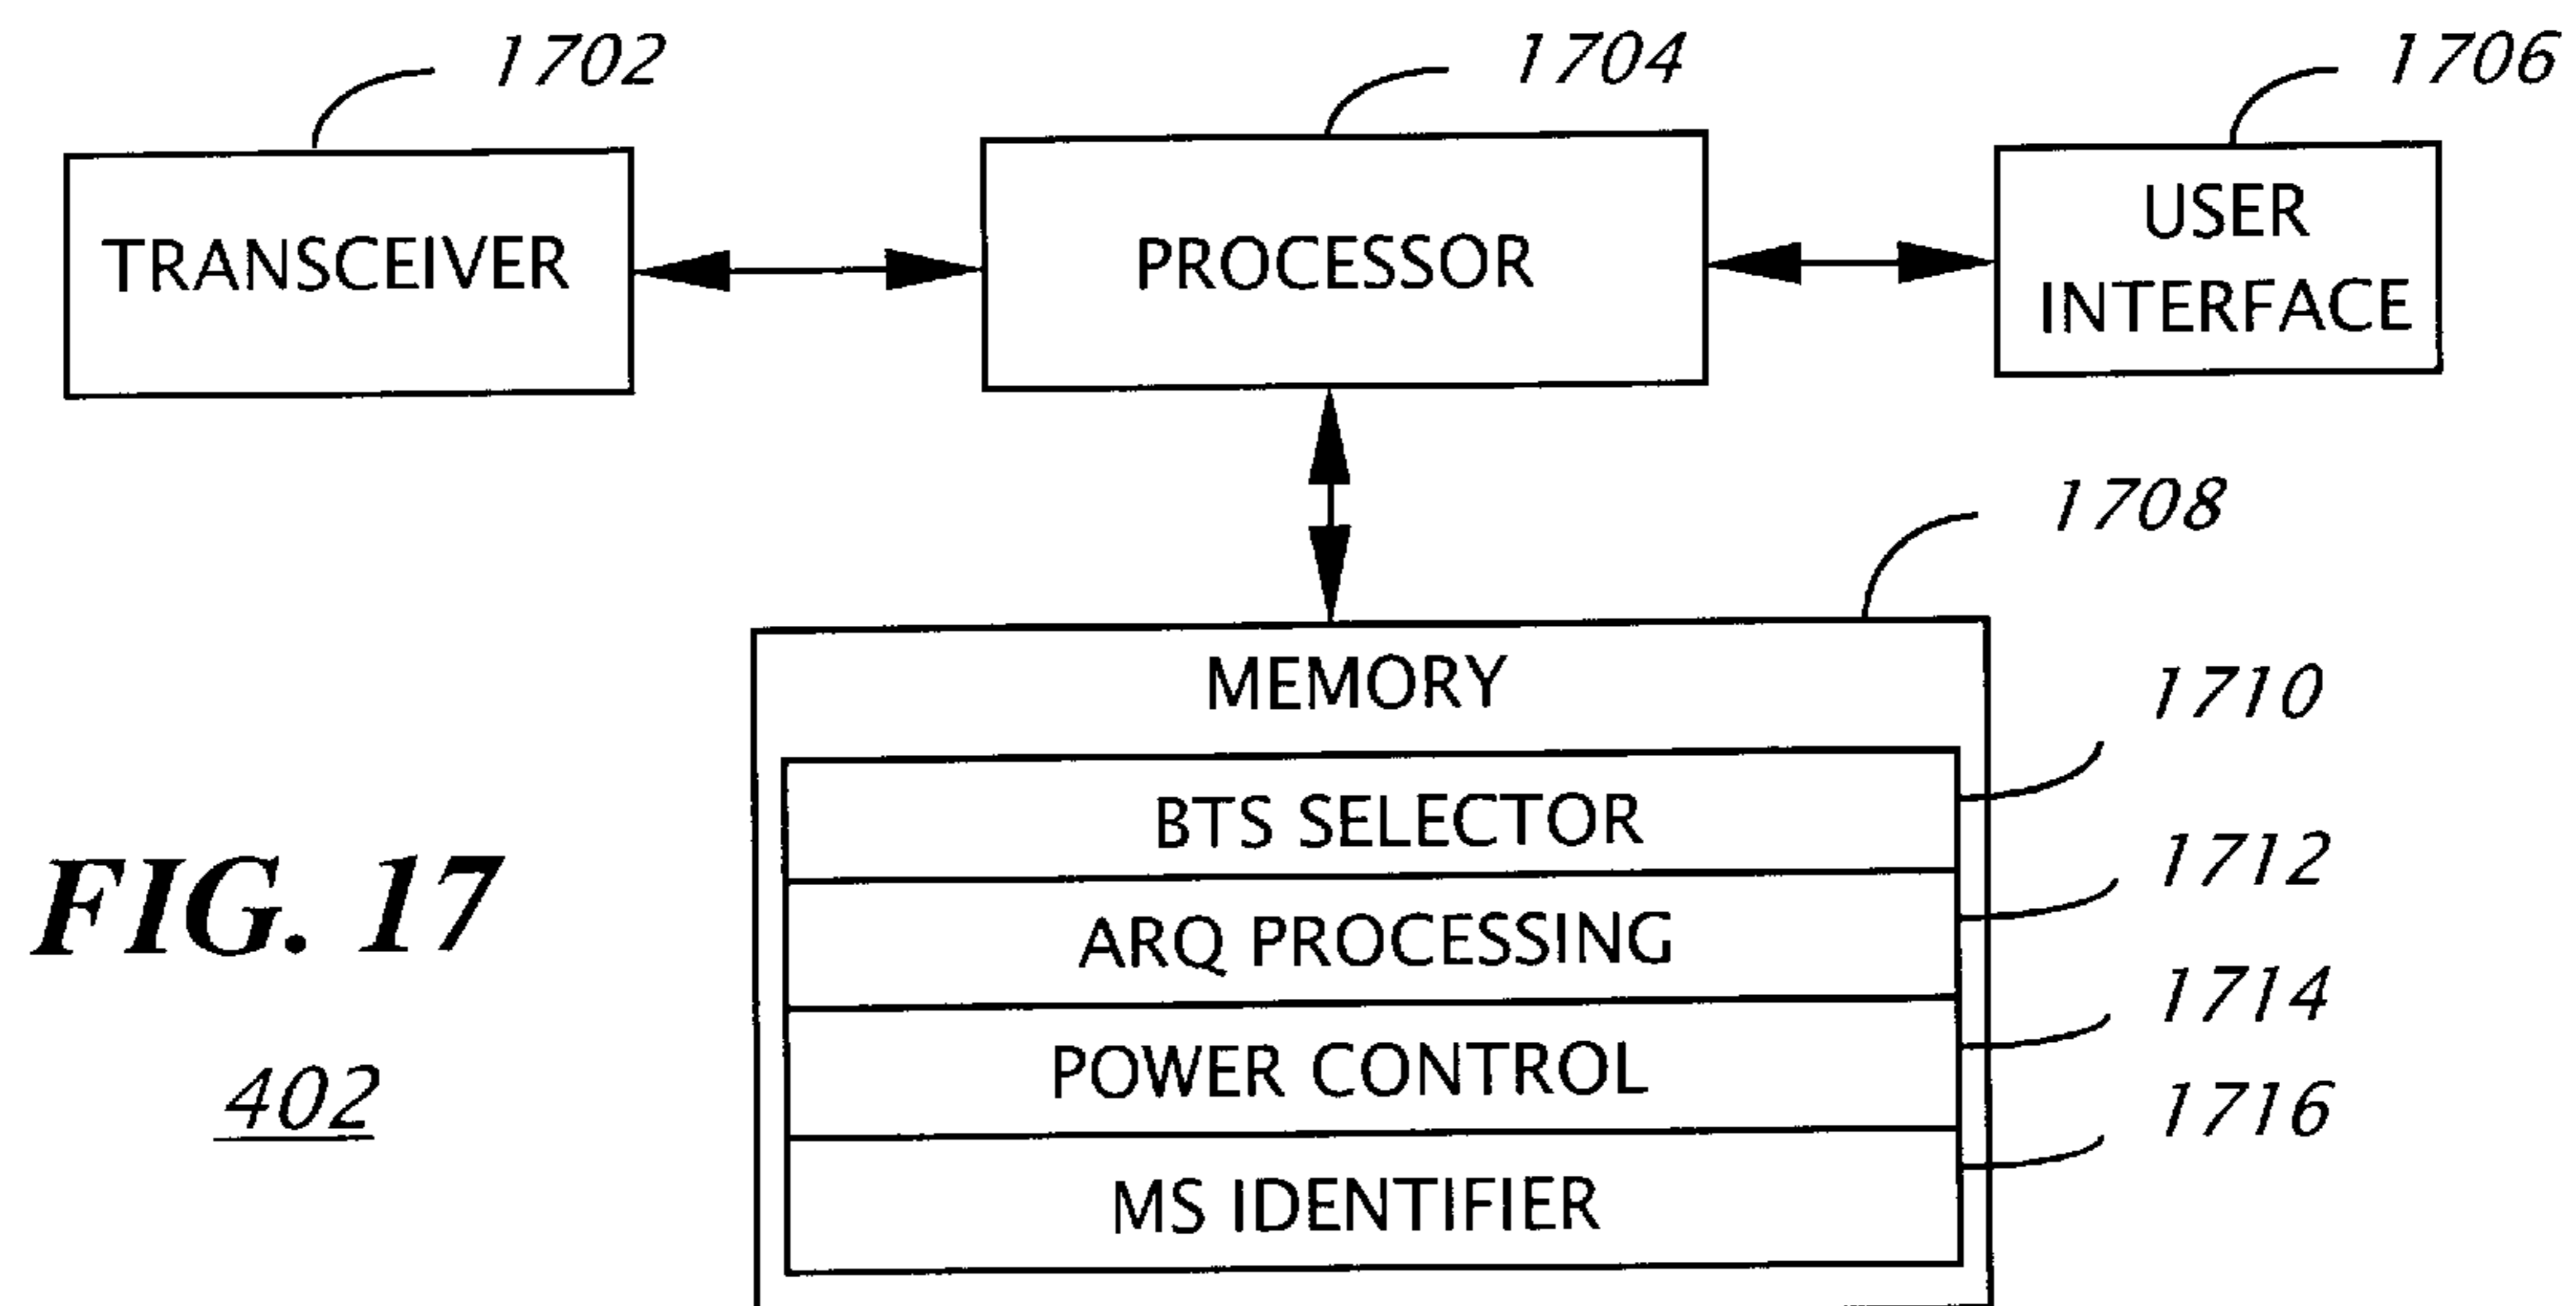 1702
1704
1706
TRANSCEIVER
PROCESSOR
USER
INTERFACE
1708
MEMORY
1710
BTS SELECTOR
1712
ARQ PROCESSING
1714
POWER CONTROL
1716
MS IDENTIFIER
FIG. 17
402